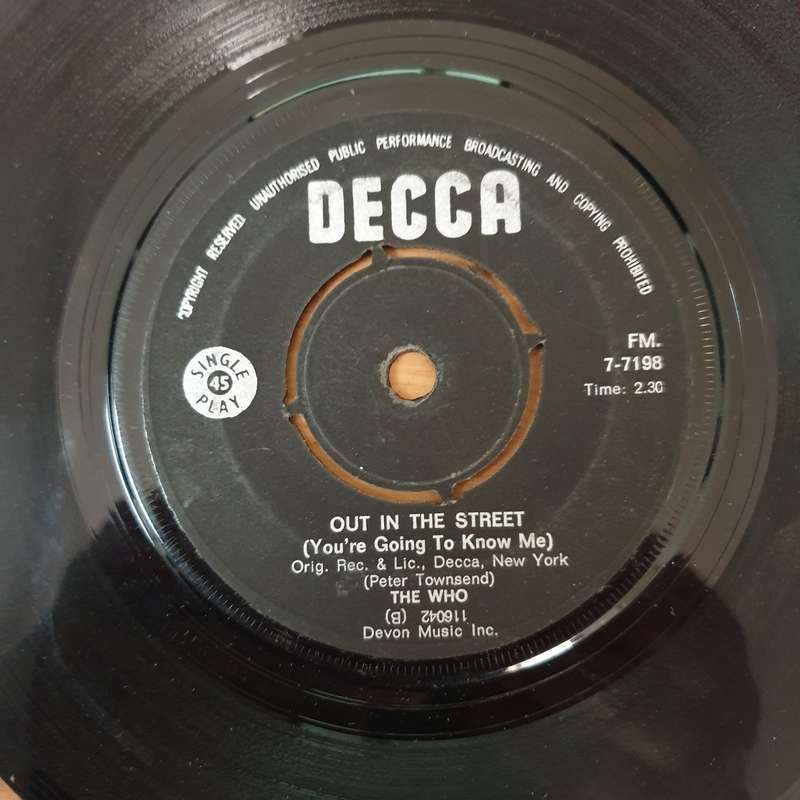 COPYRIGHT RESERVED. UNAUTHORISED PUBLIC PERFORMANCE BROADCASTING AND COPYING PROHIBITED
DECCA
SINGLE
45
PLAY
FM.
7-7198
Time: 2.30
OUT IN THE STREET
(You're Going To Know Me)
Orig. Rec. & Lic., Decca, New York
(Peter Townsend)
THE WHO
116042 (B)
Devon Music Inc.